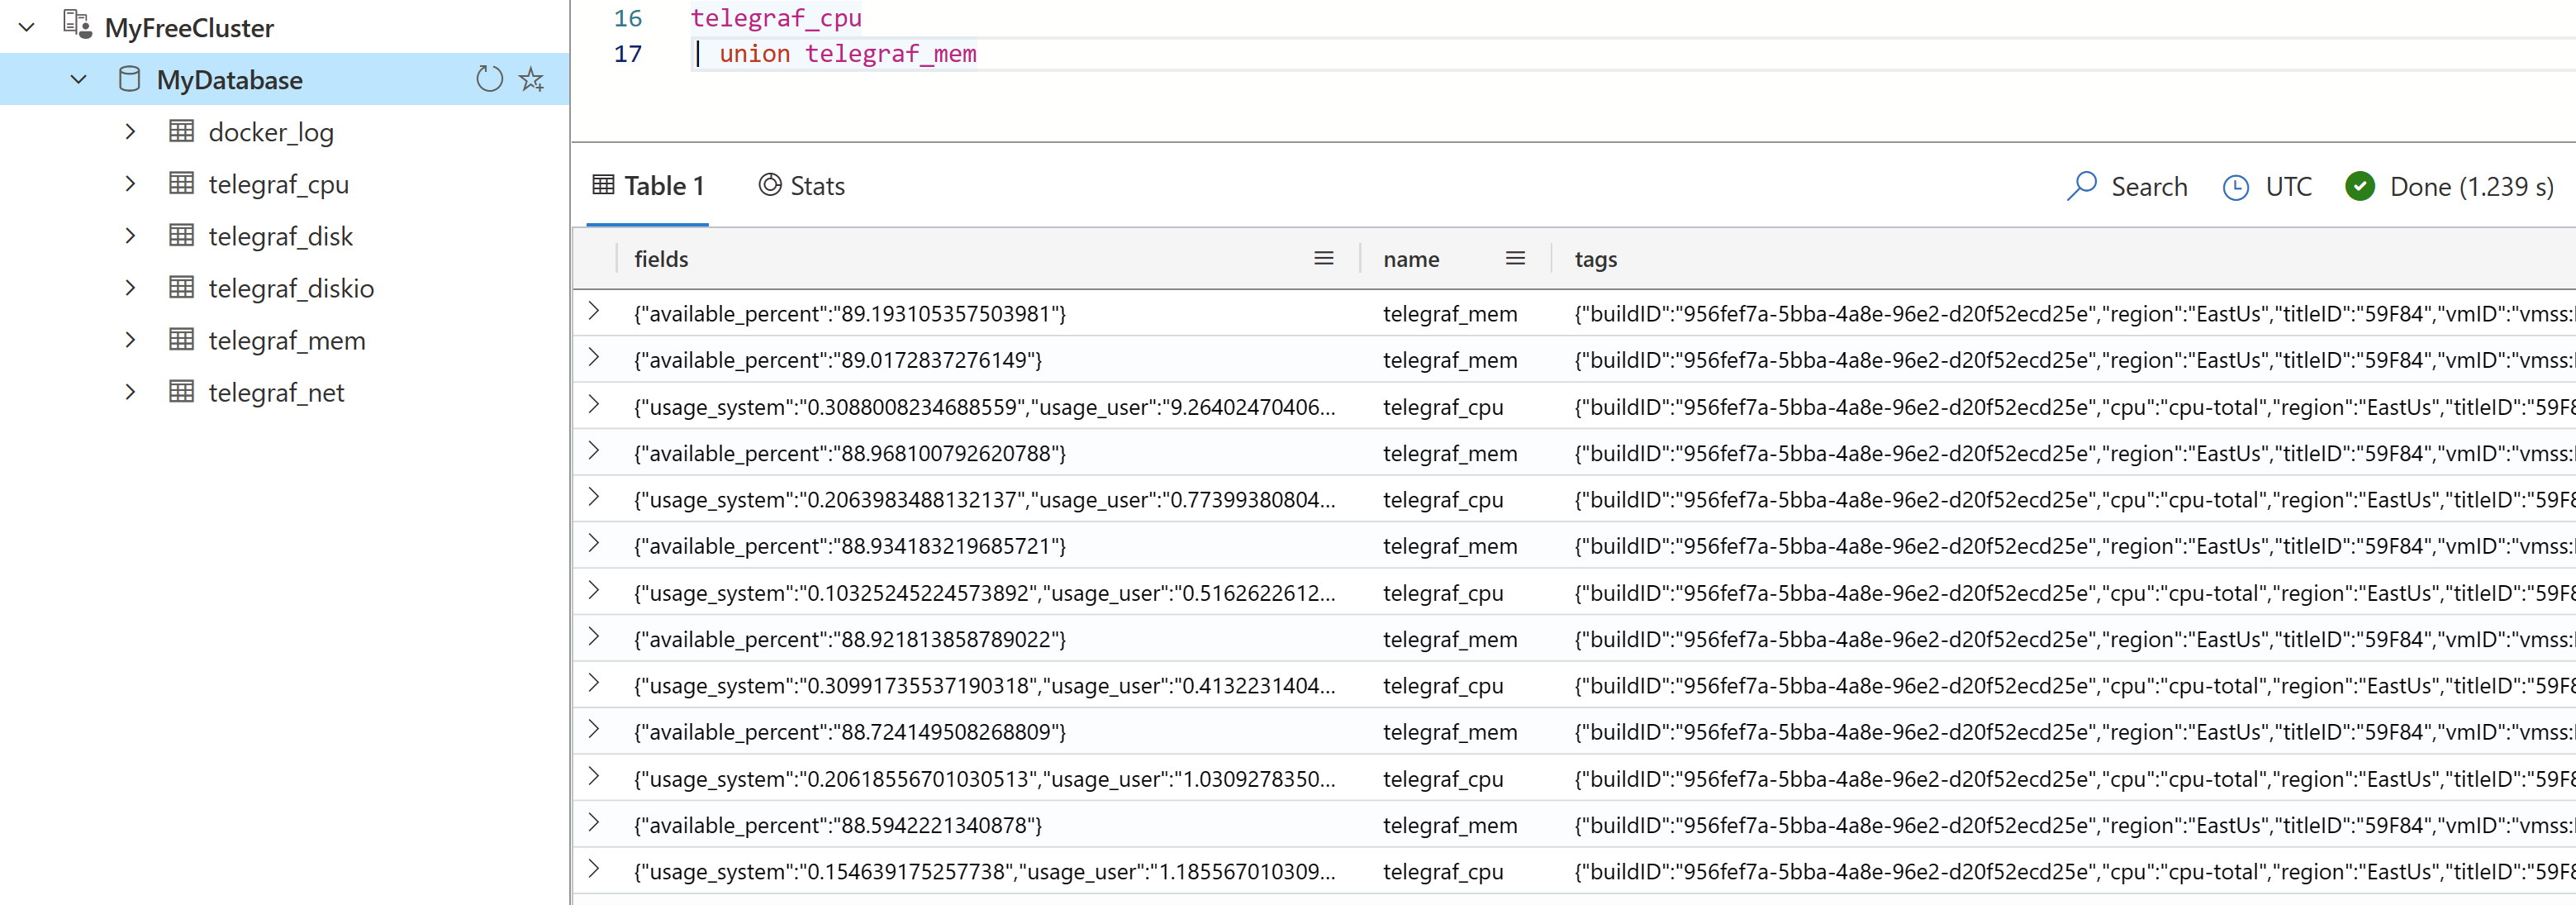 MyFreeCluster
MyDatabase
docker_log
telegraf_cpu
telegraf_disk
telegraf_diskio
telegraf_mem
telegraf_net
16 telegraf_cpu
17 | union telegraf_mem
Table 1 Stats Search UTC Done (1.239 s)
fields name tags
{"available_percent":"89.193105357503981"} telegraf_mem {"buildID":"956fef7a-5bba-4a8e-96e2-d20f52ecd25e","region":"EastUs","titleID":"59F84","vmID":"vmss:
{"available_percent":"89.0172837276149"} telegraf_mem {"buildID":"956fef7a-5bba-4a8e-96e2-d20f52ecd25e","region":"EastUs","titleID":"59F84","vmID":"vmss:
{"usage_system":"0.3088008234688559","usage_user":"9.26402470406... telegraf_cpu {"buildID":"956fef7a-5bba-4a8e-96e2-d20f52ecd25e","cpu":"cpu-total","region":"EastUs","titleID":"59F8
{"available_percent":"88.968100792620788"} telegraf_mem {"buildID":"956fef7a-5bba-4a8e-96e2-d20f52ecd25e","region":"EastUs","titleID":"59F84","vmID":"vmss:
{"usage_system":"0.2063983488132137","usage_user":"0.77399380804... telegraf_cpu {"buildID":"956fef7a-5bba-4a8e-96e2-d20f52ecd25e","cpu":"cpu-total","region":"EastUs","titleID":"59F8
{"available_percent":"88.934183219685721"} telegraf_mem {"buildID":"956fef7a-5bba-4a8e-96e2-d20f52ecd25e","region":"EastUs","titleID":"59F84","vmID":"vmss:
{"usage_system":"0.10325245224573892","usage_user":"0.5162622612... telegraf_cpu {"buildID":"956fef7a-5bba-4a8e-96e2-d20f52ecd25e","cpu":"cpu-total","region":"EastUs","titleID":"59F8
{"available_percent":"88.921813858789022"} telegraf_mem {"buildID":"956fef7a-5bba-4a8e-96e2-d20f52ecd25e","region":"EastUs","titleID":"59F84","vmID":"vmss:
{"usage_system":"0.30991735537190318","usage_user":"0.4132231404... telegraf_cpu {"buildID":"956fef7a-5bba-4a8e-96e2-d20f52ecd25e","cpu":"cpu-total","region":"EastUs","titleID":"59F8
{"available_percent":"88.724149508268809"} telegraf_mem {"buildID":"956fef7a-5bba-4a8e-96e2-d20f52ecd25e","region":"EastUs","titleID":"59F84","vmID":"vmss:
{"usage_system":"0.20618556701030513","usage_user":"1.0309278350... telegraf_cpu {"buildID":"956fef7a-5bba-4a8e-96e2-d20f52ecd25e","cpu":"cpu-total","region":"EastUs","titleID":"59F8
{"available_percent":"88.5942221340878"} telegraf_mem {"buildID":"956fef7a-5bba-4a8e-96e2-d20f52ecd25e","region":"EastUs","titleID":"59F84","vmID":"vmss:
{"usage_system":"0.154639175257738","usage_user":"1.185567010309... telegraf_cpu {"buildID":"956fef7a-5bba-4a8e-96e2-d20f52ecd25e","cpu":"cpu-total","region":"EastUs","titleID":"59F8